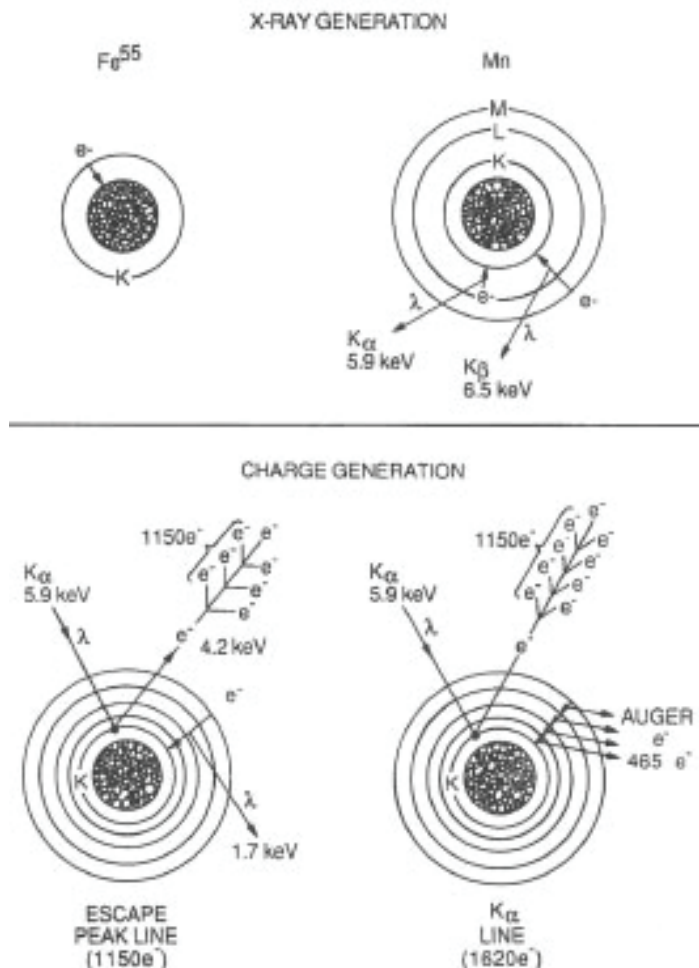 X-RAY GENERATION
Fe55
Mn
e-
K
M
L
K
λ
e-
e-
λ
Kα
5.9 keV
Kβ
6.5 keV
CHARGE GENERATION
1150e-
e- e-
e- e-
e- e-
e-
Kα
5.9 keV
λ
e-
4.2 keV
e-
K
λ
1.7 keV
ESCAPE
PEAK LINE
(1150e-)
1150e-
e- e-
e- e-
e- e-
e- e-
Kα
5.9 keV
λ
e-
K
AUGER
e-
465 e-
Kα
LINE
(1620e-)